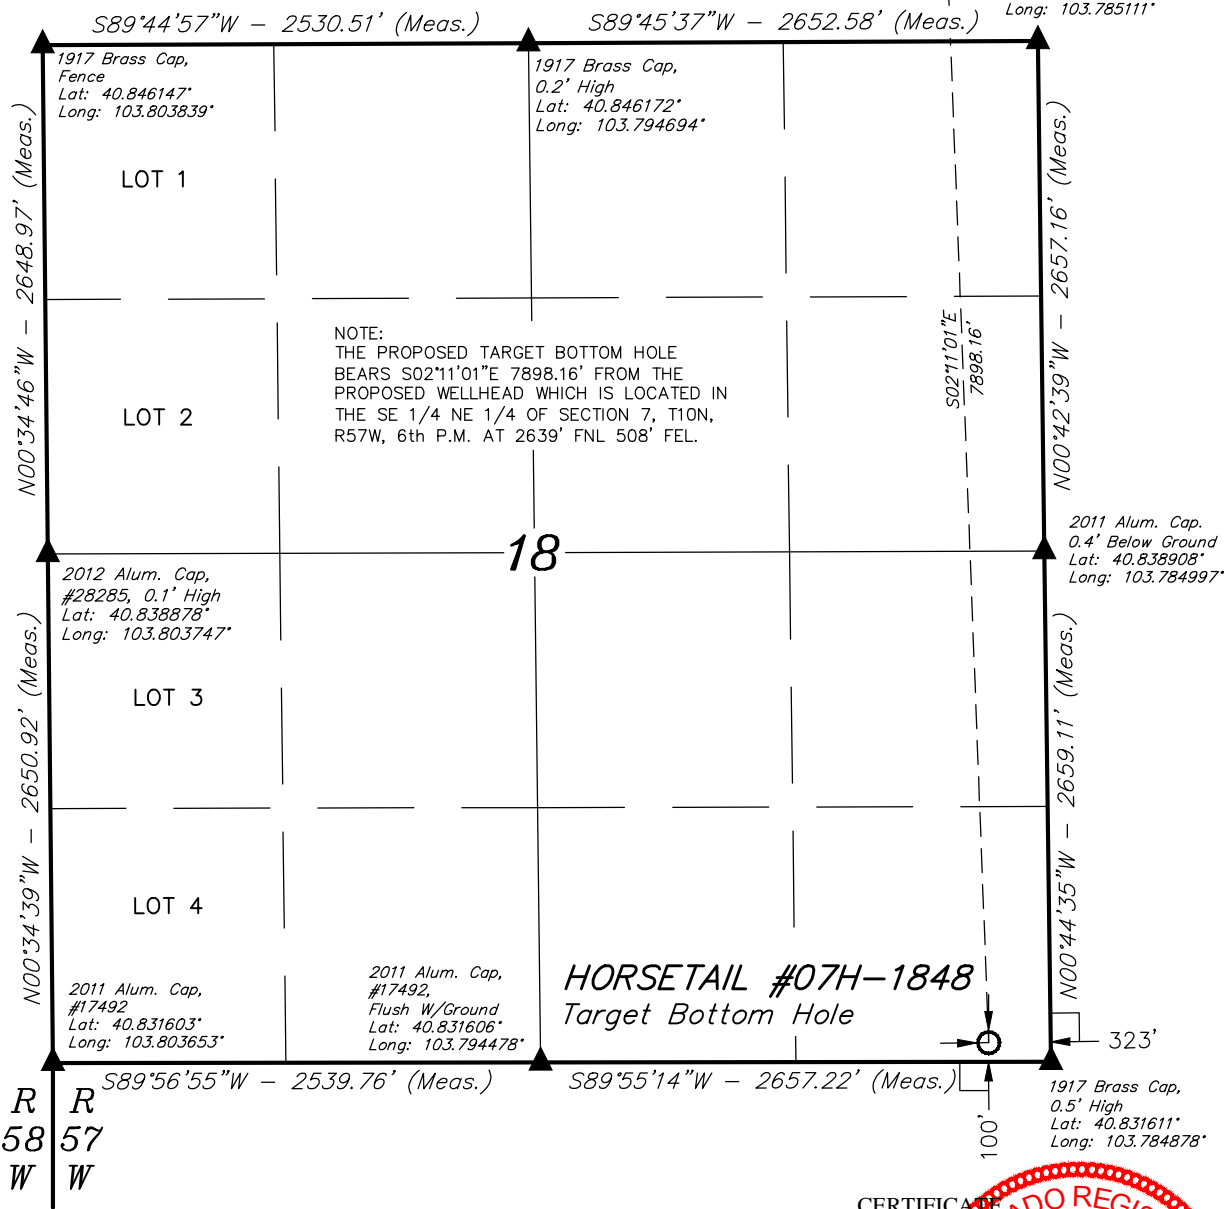 S89°44'57"W - 2530.51' (Meas.)
S89°45'37"W - 2652.58' (Meas.)
Long: 103.785111°
1917 Brass Cap,
Fence
Lat: 40.846147°
Long: 103.803839°
1917 Brass Cap,
0.2' High
Lat: 40.846172°
Long: 103.794694°
N00°34'46"W - 2648.97' (Meas.)
N00°42'39"W - 2657.16' (Meas.)
LOT 1
NOTE:
THE PROPOSED TARGET BOTTOM HOLE
BEARS S02°11'01"E 7898.16' FROM THE
PROPOSED WELLHEAD WHICH IS LOCATED IN
THE SE 1/4 NE 1/4 OF SECTION 7, T10N,
R57W, 6th P.M. AT 2639' FNL 508' FEL.
S02°11'01"E
7898.16'
LOT 2
18
2011 Alum. Cap.
0.4' Below Ground
Lat: 40.838908°
Long: 103.784997°
2012 Alum. Cap,
#28285, 0.1' High
Lat: 40.838878°
Long: 103.803747°
N00°34'39"W - 2650.92' (Meas.)
N00°44'35"W - 2659.11' (Meas.)
LOT 3
LOT 4
2011 Alum. Cap,
#17492
Lat: 40.831603°
Long: 103.803653°
2011 Alum. Cap,
#17492,
Flush W/Ground
Lat: 40.831606°
Long: 103.794478°
HORSETAIL #07H-1848
Target Bottom Hole
323'
S89°56'55"W - 2539.76' (Meas.)
S89°55'14"W - 2657.22' (Meas.)
100'
1917 Brass Cap,
0.5' High
Lat: 40.831611°
Long: 103.784878°
R R
58 57
W W
CERTIFICATE
ADO REGIS